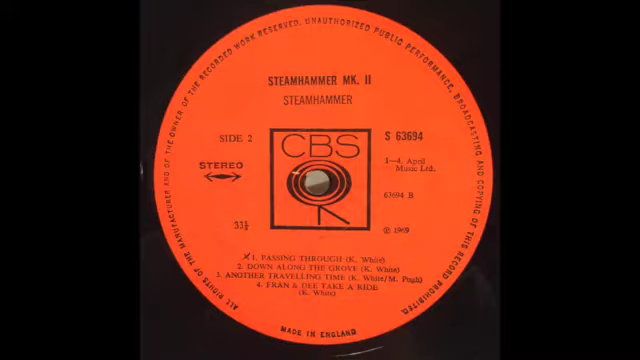 ALL RIGHTS OF THE MANUFACTURER AND OF THE OWNER OF THE RECORDED WORK RESERVED. UNAUTHORIZED PUBLIC PERFORMANCE, BROADCASTING AND COPYING OF THIS RECORD PROHIBITED.
STEAMHAMMER MK. II
STEAMHAMMER
SIDE 2
CBS
S 63694
STEREO
1—4. April
Music Ltd.
63694 B
33⅓
℗ 1969
1. PASSING THROUGH (K. White)
2. DOWN ALONG THE GROVE (K. White)
3. ANOTHER TRAVELLING TIME (K. White/M. Pugh)
4. FRAN & DEE TAKE A RIDE
(K. White)
MADE IN ENGLAND